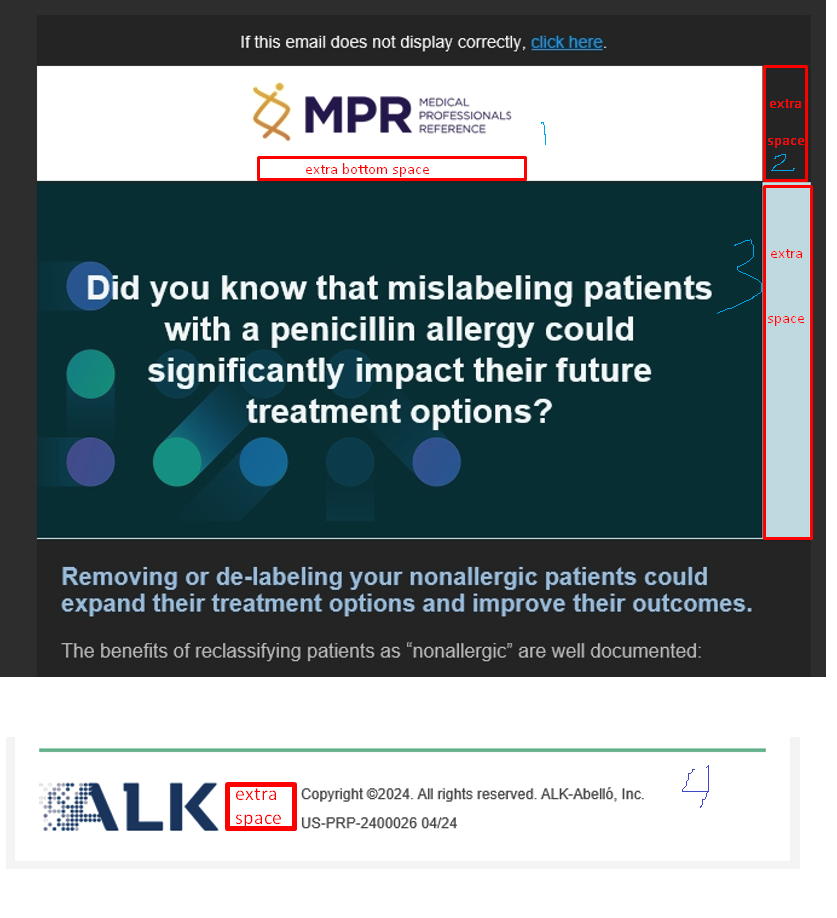 If this email does not display correctly, click here.
MPR MEDICAL
PROFESSIONALS
REFERENCE
1
extra
space
2
extra bottom space
Did you know that mislabeling patients
with a penicillin allergy could
significantly impact their future
treatment options?
3
extra
space
Removing or de-labeling your nonallergic patients could
expand their treatment options and improve their outcomes.
The benefits of reclassifying patients as “nonallergic” are well documented:
ALK
extra
space
Copyright ©2024. All rights reserved. ALK-Abelló, Inc.
US-PRP-2400026 04/24
4